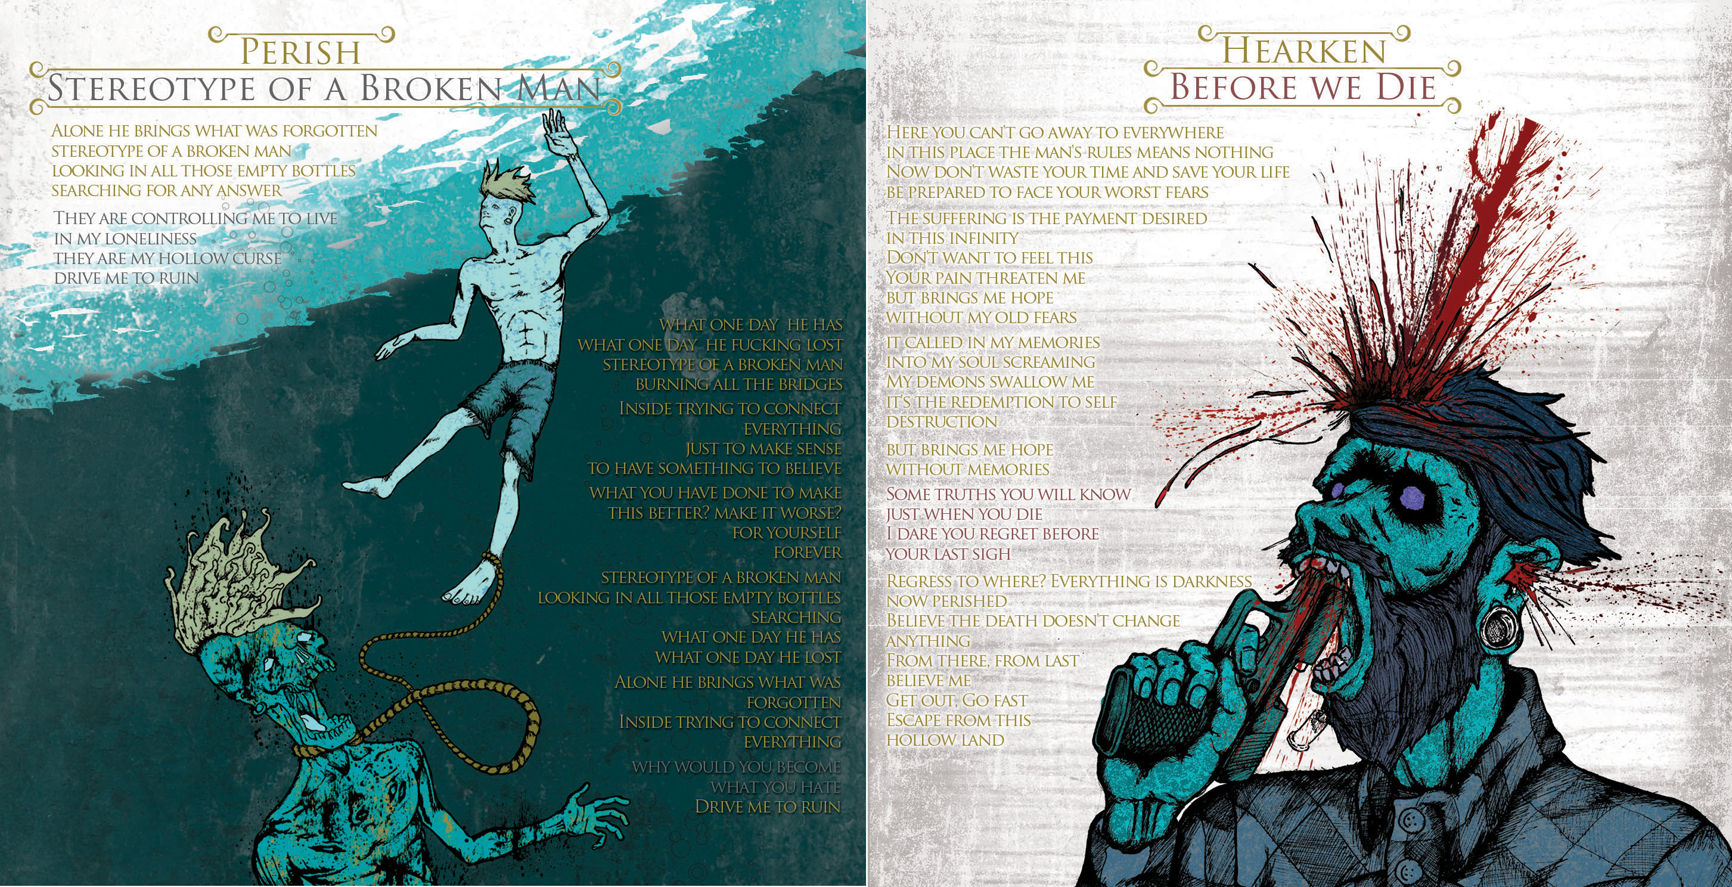 Perish
Stereotype of a Broken Man
Alone he brings what was forgotten
stereotype of a broken man
looking in all those empty bottles
searching for any answer
They are controlling me to live
in my loneliness
they are my hollow curse
drive me to ruin
what one day he has
what one day he fucking lost
stereotype of a broken man
burning all the bridges
Inside trying to connect
everything
just to make sense
to have something to believe
what you have done to make
this better? make it worse?
for yourself
forever
stereotype of a broken man
looking in all those empty bottles
searching
what one day he has
what one day he lost
Alone he brings what was
forgotten
Inside trying to connect
everything
why would you become
what you hate
Drive me to ruin
Hearken
Before we Die
Here you can't go away to everywhere
in this place the man's rules means nothing
Now don't waste your time and save your life
be prepared to face your worst fears
The suffering is the payment desired
in this infinity
Don't want to feel this
Your pain threaten me
but brings me hope
without my old fears
it called in my memories
into my soul screaming
My demons swallow me
it's the redemption to self
destruction
but brings me hope
without memories
Some truths you will know
just when you die
I dare you regret before
your last sigh
Regress to where? Everything is darkness
now perished
Believe the death doesn't change
anything
From there, from last
believe me
Get out, Go fast
Escape from this
hollow land